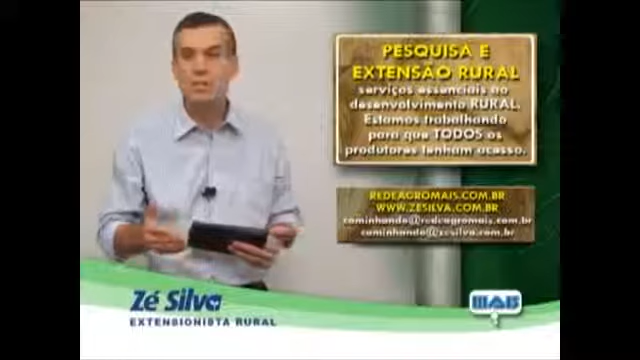 PESQUISA E
EXTENSÃO RURAL
serviços essenciais ao
desenvolvimento RURAL.
Estamos trabalhando
para que TODOS os
produtores tenham acesso.
REDEAGROMAIS.COM.BR
WWW.ZESILVA.COM.BR
caminhando@redeagromais.com.br
caminhando@zesilva.com.br
Zé Silva
EXTENSIONISTA RURAL
MAIS